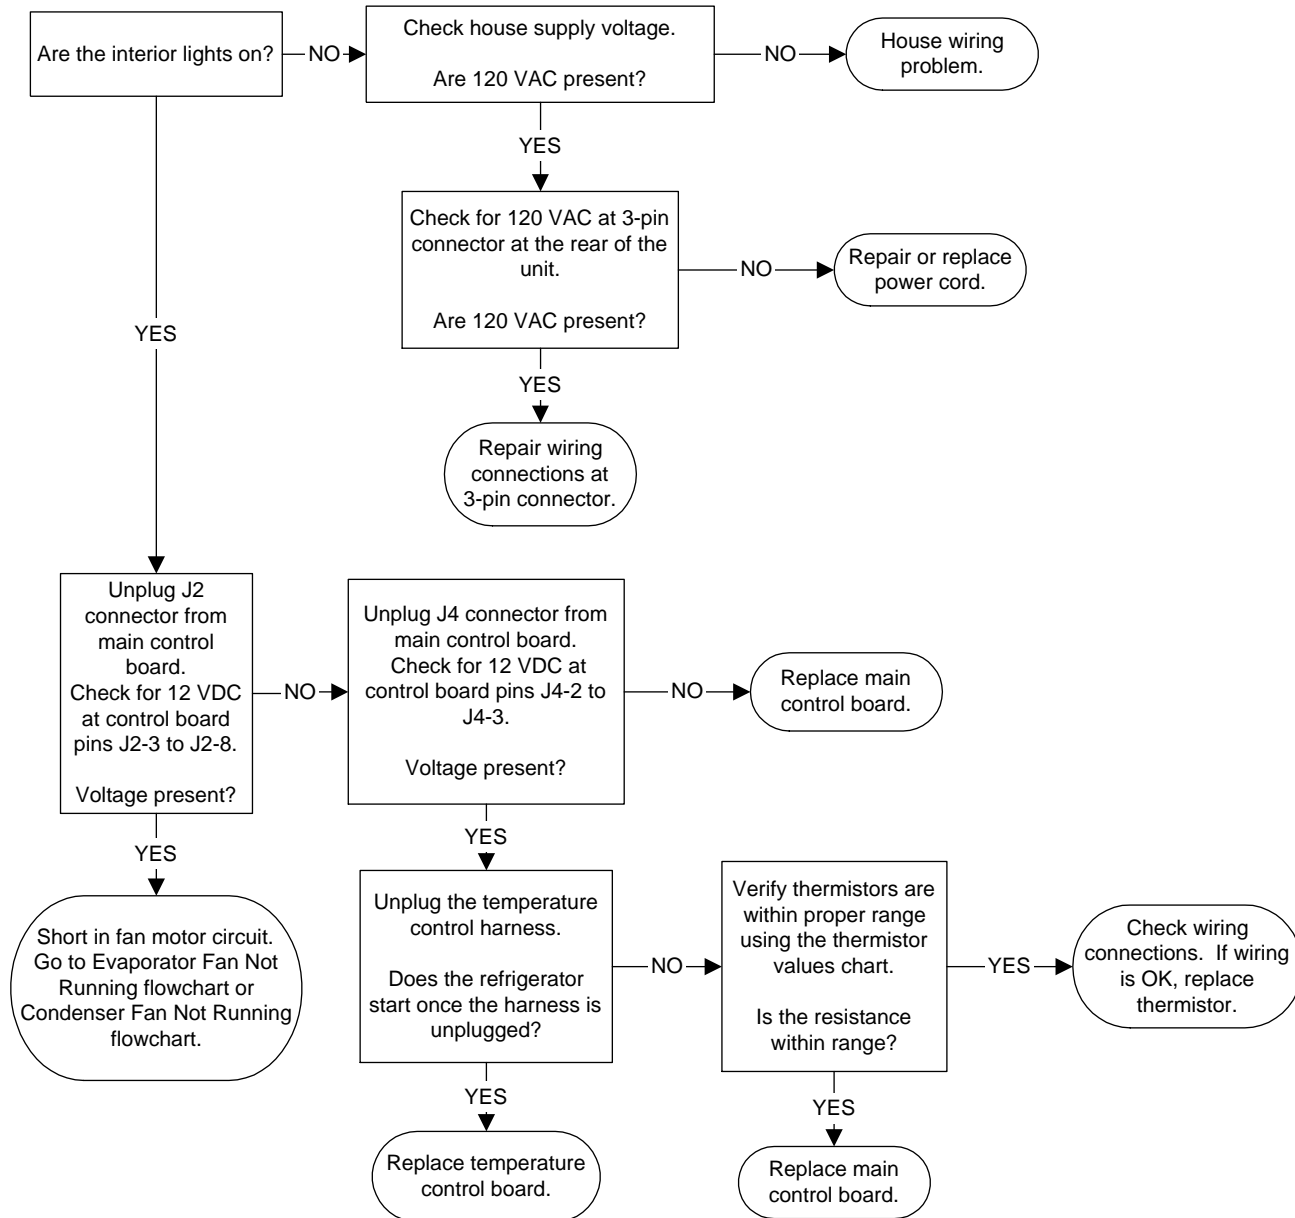 Are the interior lights on?
NO
Check house supply voltage.
Are 120 VAC present?
NO
House wiring
problem.
YES
Check for 120 VAC at 3-pin
connector at the rear of the
unit.
Are 120 VAC present?
NO
Repair or replace
power cord.
YES
YES
Repair wiring
connections at
3-pin connector.
Unplug J2
connector from
main control
board.
Check for 12 VDC
at control board
pins J2-3 to J2-8.
Voltage present?
NO
Unplug J4 connector from
main control board.
Check for 12 VDC at
control board pins J4-2 to
J4-3.
Voltage present?
NO
Replace main
control board.
YES
YES
Short in fan motor circuit.
Go to Evaporator Fan Not
Running flowchart or
Condenser Fan Not Running
flowchart.
Unplug the temperature
control harness.
Does the refrigerator
start once the harness is
unplugged?
NO
Verify thermistors are
within proper range
using the thermistor
values chart.
Is the resistance
within range?
YES
Check wiring
connections.  If wiring
is OK, replace
thermistor.
YES
YES
Replace temperature
control board.
Replace main
control board.